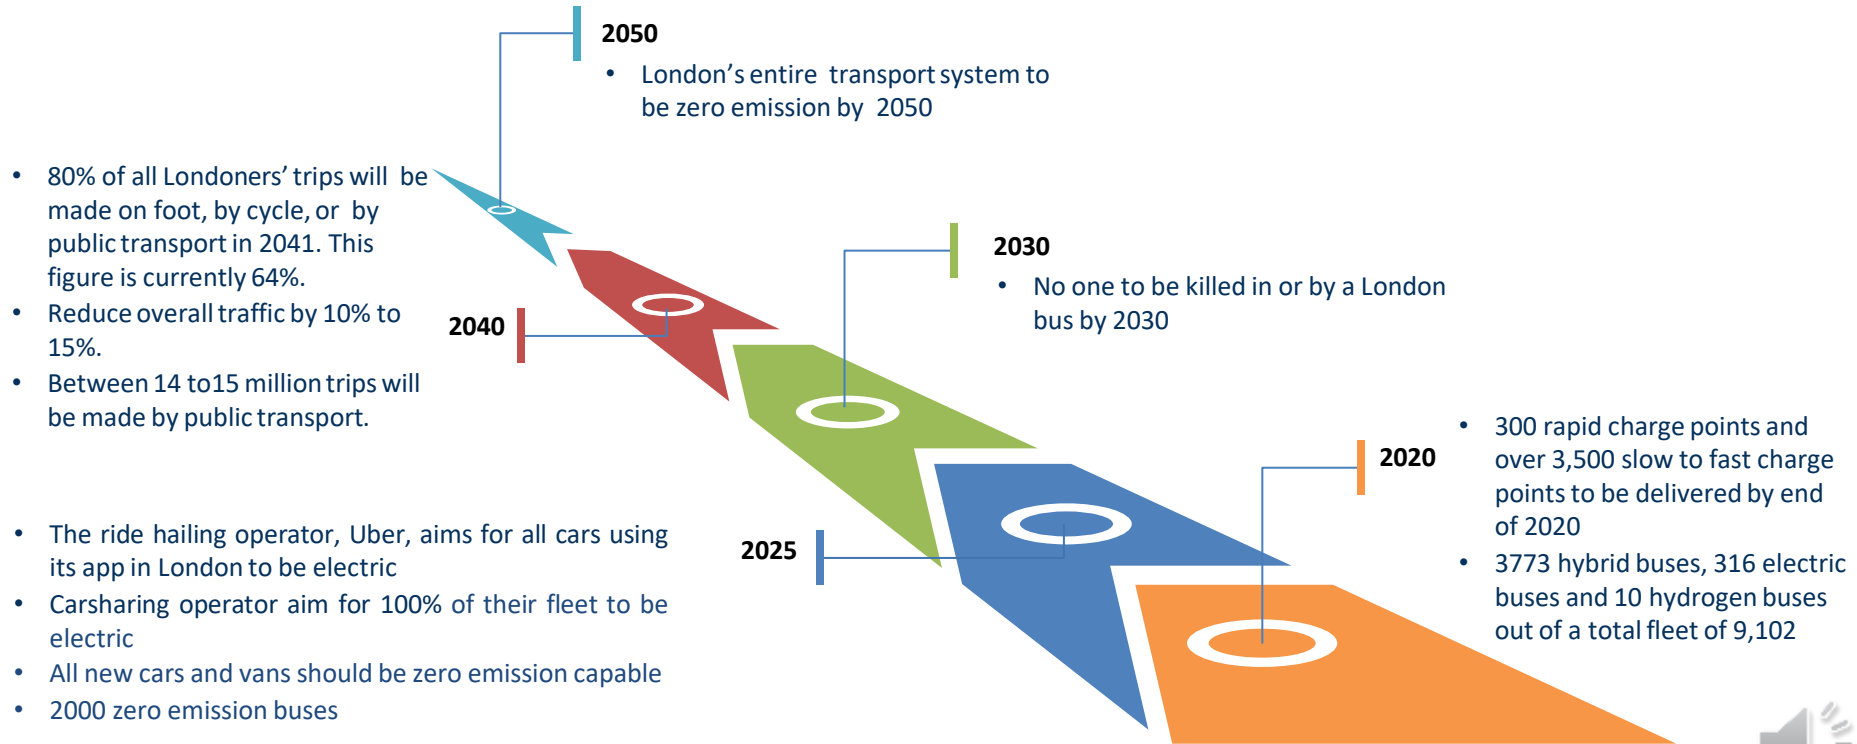 2050
• London’s entire transport system to
be zero emission by 2050
• 80% of all Londoners’ trips will be
made on foot, by cycle, or by
public transport in 2041. This
figure is currently 64%.
• Reduce overall traffic by 10% to
15%.
• Between 14 to15 million trips will
be made by public transport.
2040
2030
• No one to be killed in or by a London
bus by 2030
• The ride hailing operator, Uber, aims for all cars using
its app in London to be electric
• Carsharing operator aim for 100% of their fleet to be
electric
• All new cars and vans should be zero emission capable
• 2000 zero emission buses
2025
2020
• 300 rapid charge points and
over 3,500 slow to fast charge
points to be delivered by end
of 2020
• 3773 hybrid buses, 316 electric
buses and 10 hydrogen buses
out of a total fleet of 9,102